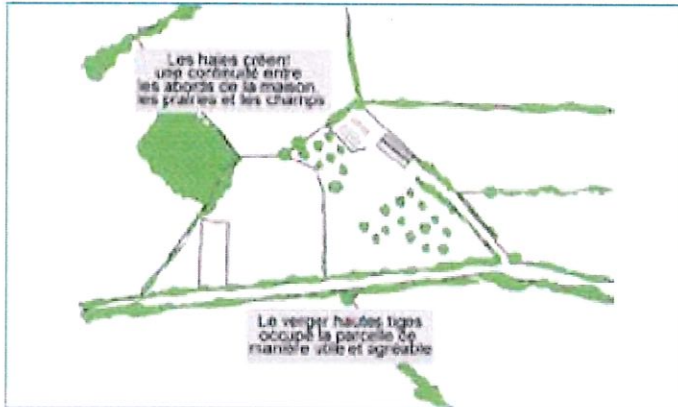 Les haies créent
une continuité entre
les abords de la maison,
les prairies et les champs
Le verger hautes tiges
occupe la parcelle de
manière utile et agréable